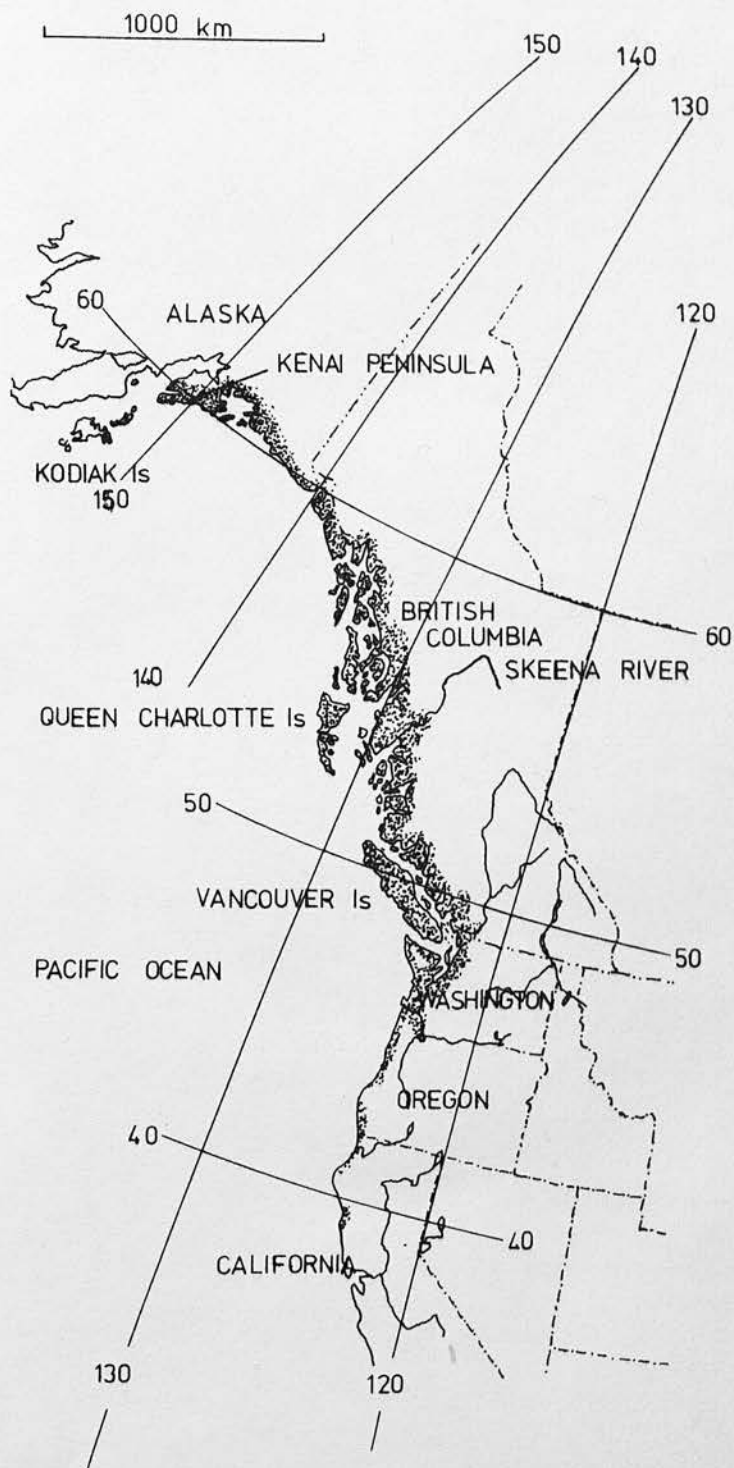 1000 km
150
140
130
60
ALASKA
120
KENAI PENINSULA
KODIAK Is
150
BRITISH
COLUMBIA
60
SKEENA RIVER
140
QUEEN CHARLOTTE Is
50
VANCOUVER Is
50
PACIFIC OCEAN
WASHINGTON
OREGON
40
40
CALIFORNIA
130
120